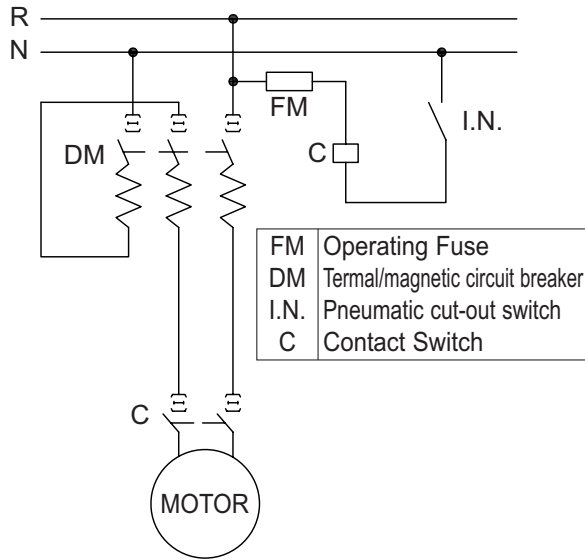 R
N
FM
I.N.
DM
C
FM Operating Fuse
DM Termal/magnetic circuit breaker
I.N. Pneumatic cut-out switch
C Contact Switch
C
MOTOR